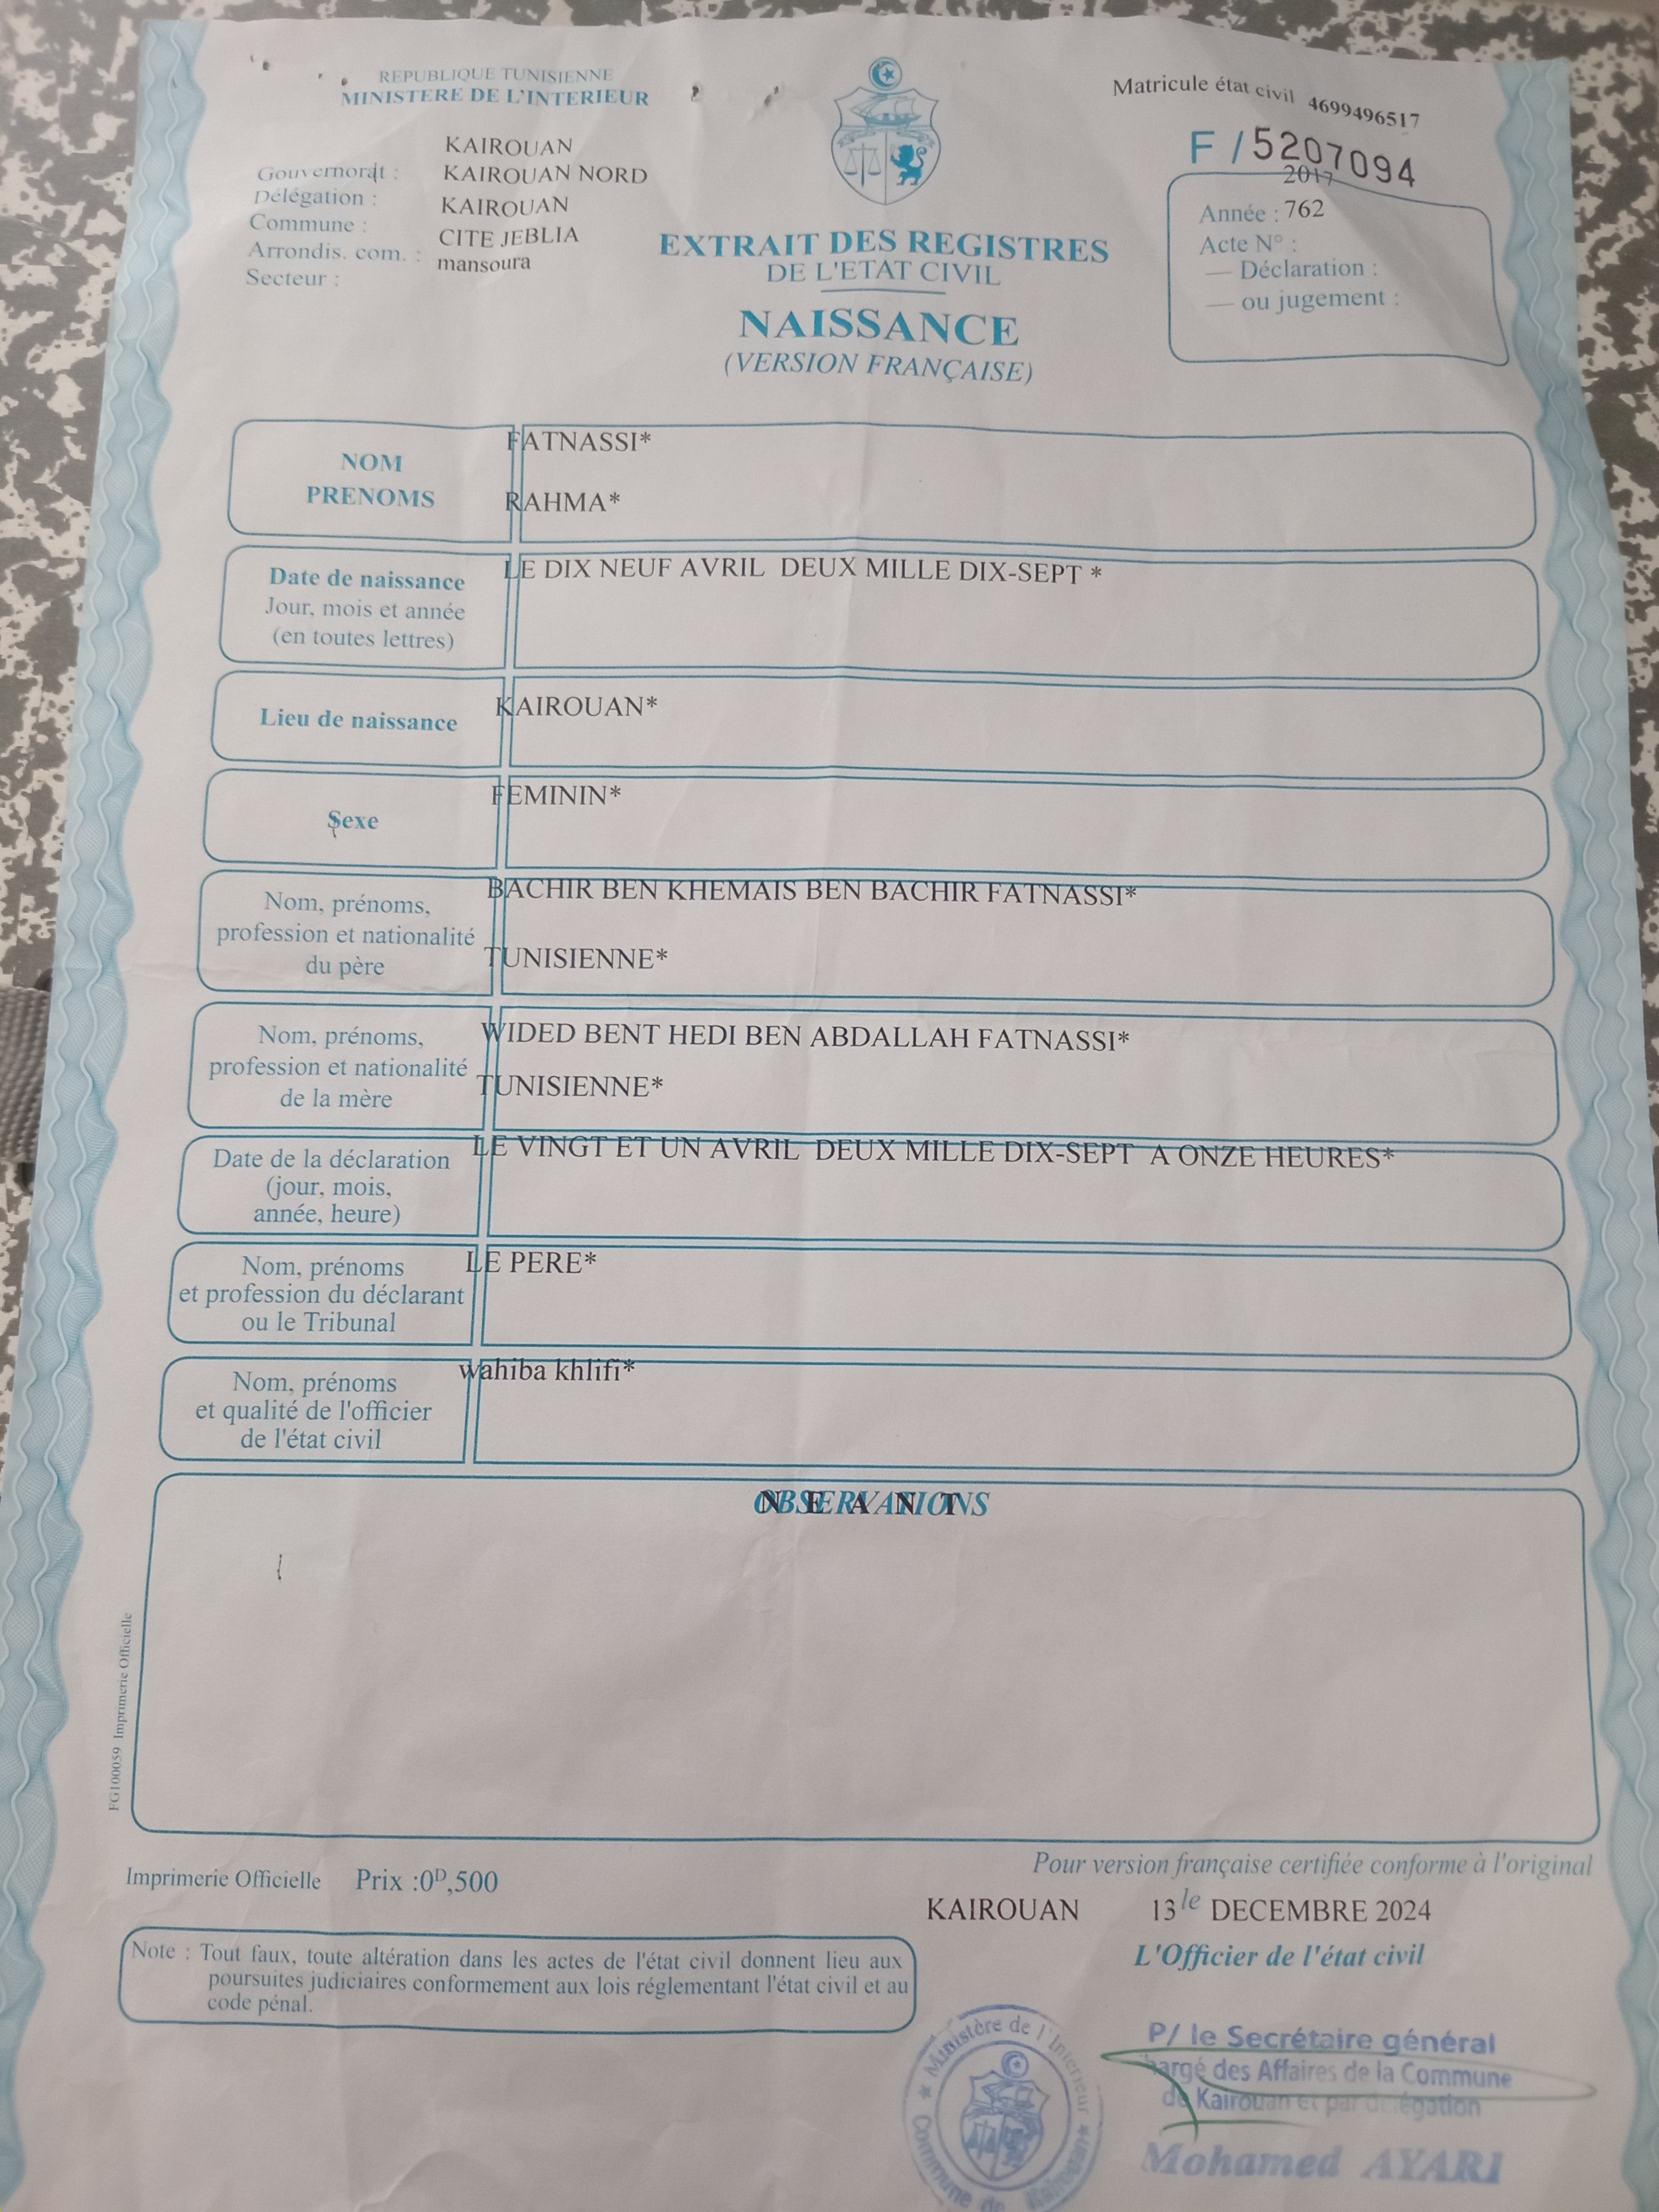 REPUBLIQUE TUNISIENNE
MINISTERE DE L'INTERIEUR
Matricule état civil 4699496517
F / 5207094
KAIROUAN
Gouvernorat : KAIROUAN NORD
Délégation : KAIROUAN
Commune : CITE JEBLIA
Arrondis. com. : mansoura
Secteur :
2017
Année : 762
Acte N° :
— Déclaration :
— ou jugement :
EXTRAIT DES REGISTRES
DE L'ETAT CIVIL
NAISSANCE
(VERSION FRANÇAISE)
NOM FATNASSI*
PRENOMS RAHMA*
Date de naissance LE DIX NEUF AVRIL DEUX MILLE DIX-SEPT *
Jour, mois et année
(en toutes lettres)
Lieu de naissance KAIROUAN*
Sexe FEMININ*
Nom, prénoms, BACHIR BEN KHEMAIS BEN BACHIR FATNASSI*
profession et nationalité
du père TUNISIENNE*
Nom, prénoms, WIDED BENT HEDI BEN ABDALLAH FATNASSI*
profession et nationalité TUNISIENNE*
de la mère
Date de la déclaration LE VINGT ET UN AVRIL DEUX MILLE DIX-SEPT A ONZE HEURES*
(jour, mois,
année, heure)
Nom, prénoms LE PERE*
et profession du déclarant
ou le Tribunal
Nom, prénoms wahiba khlifi*
et qualité de l'officier
de l'état civil
OBSERVATIONS
N E A N T
FG100059 Imprimerie Officielle
Imprimerie Officielle Prix :0D,500
Pour version française certifiée conforme à l'original
KAIROUAN 13 le DECEMBRE 2024
L'Officier de l'état civil
Note : Tout faux, toute altération dans les actes de l'état civil donnent lieu aux
poursuites judiciaires conformement aux lois réglementant l'état civil et au
code pénal.
P/ le Secrétaire général
des Affaires de la Commune
de Kairouan et par délégation
Mohamed AYARI
Ministère de l'Interieur
Commune de Kairouan